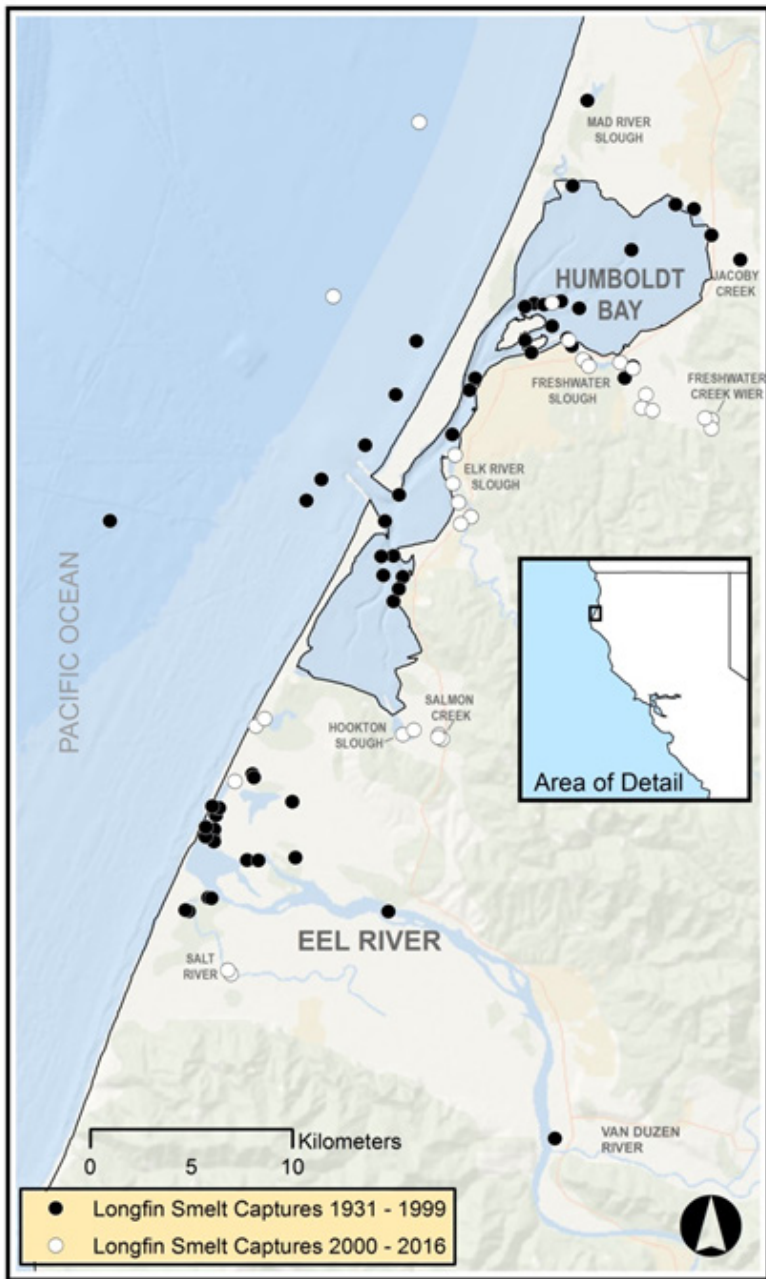 MAD RIVER
SLOUGH
HUMBOLDT
BAY
JACOBY
CREEK
FRESHWATER
SLOUGH
FRESHWATER
CREEK WIER
ELK RIVER
SLOUGH
PACIFIC OCEAN
Area of Detail
HOOKTON
SLOUGH
SALMON
CREEK
EEL RIVER
SALT
RIVER
VAN DUZEN
RIVER
Kilometers
0 5 10
Longfin Smelt Captures 1931 - 1999
Longfin Smelt Captures 2000 - 2016